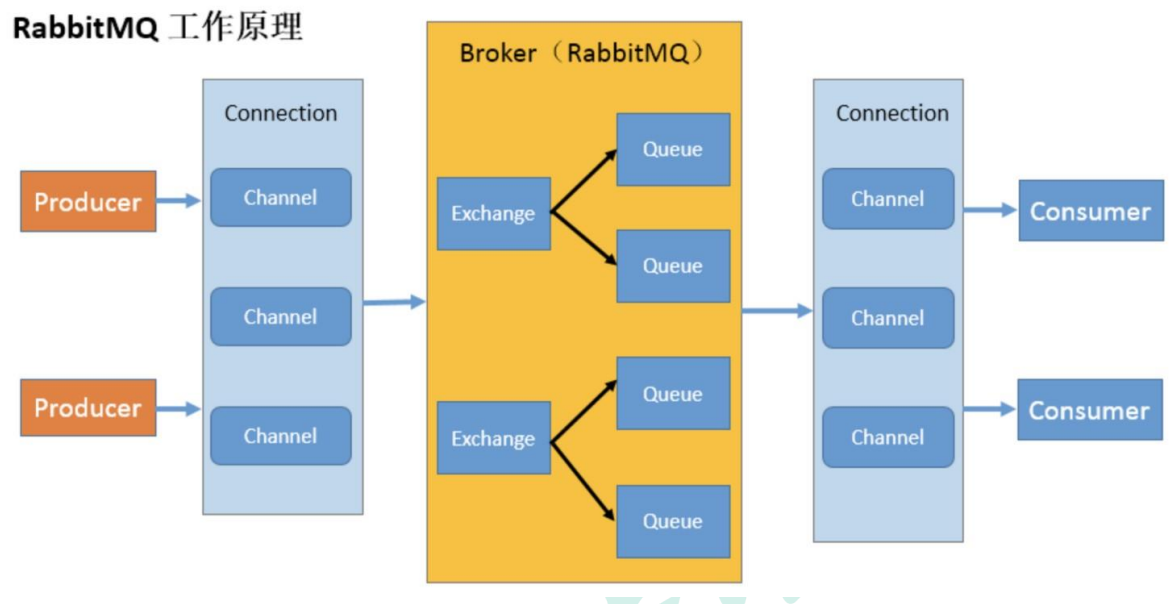 RabbitMQ 工作原理
Broker（RabbitMQ）
Connection
Channel
Channel
Channel
Producer
Producer
Exchange
Queue
Queue
Exchange
Queue
Queue
Connection
Channel
Channel
Channel
Consumer
Consumer